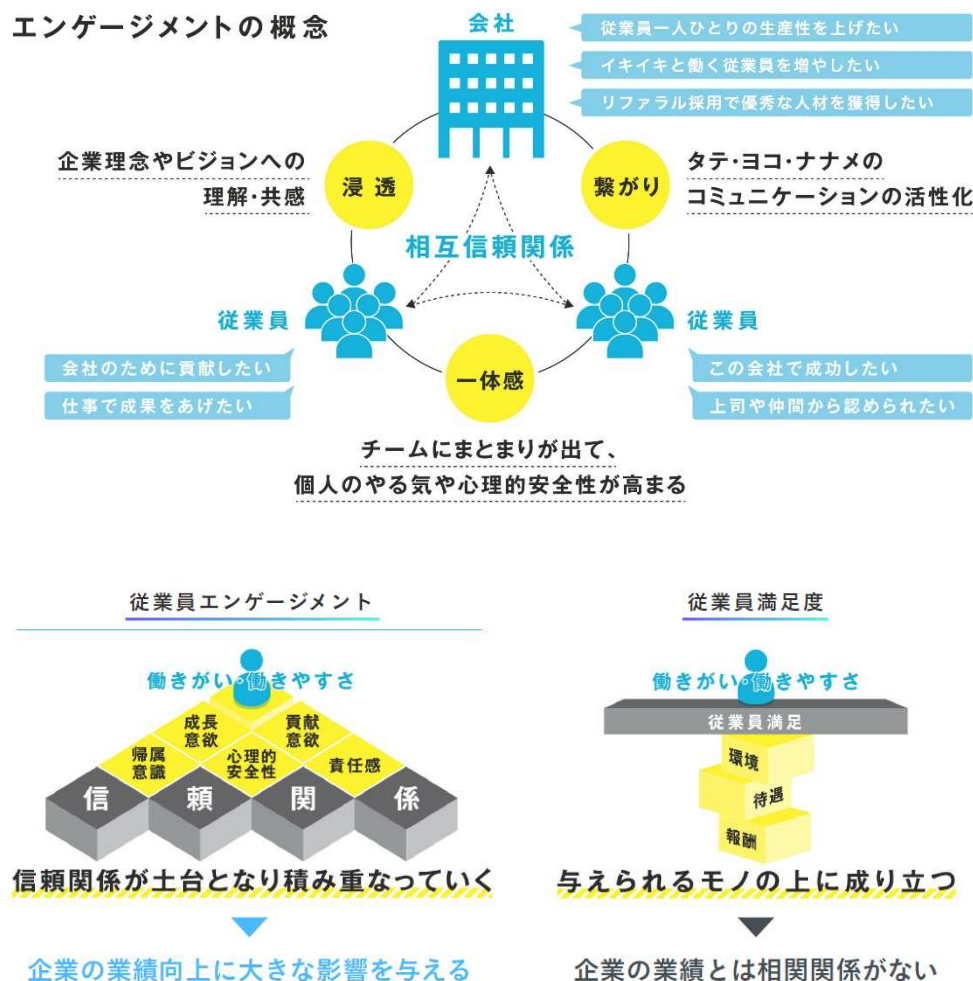 エンゲージメントの概念
会社
従業員一人ひとりの生産性を上げたい
イキイキと働く従業員を増やしたい
リファラル採用で優秀な人材を獲得したい
企業理念やビジョンへの
理解・共感
浸透
繋がり
タテ・ヨコ・ナナメの
コミュニケーションの活性化
相互信頼関係
従業員
従業員
会社のために貢献したい
仕事で成果をあげたい
一体感
この会社で成功したい
上司や仲間から認められたい
チームにまとまりが出て、
個人のやる気や心理的安全性が高まる
従業員エンゲージメント
働きがい・働きやすさ
成長
意欲
貢献
意欲
帰属
意識
心理的
安全性
責任感
信頼関係
信頼関係が土台となり積み重なっていく
企業の業績向上に大きな影響を与える
従業員満足度
働きがい・働きやすさ
従業員満足
環境
待遇
報酬
与えられるモノの上に成り立つ
企業の業績とは相関関係がない